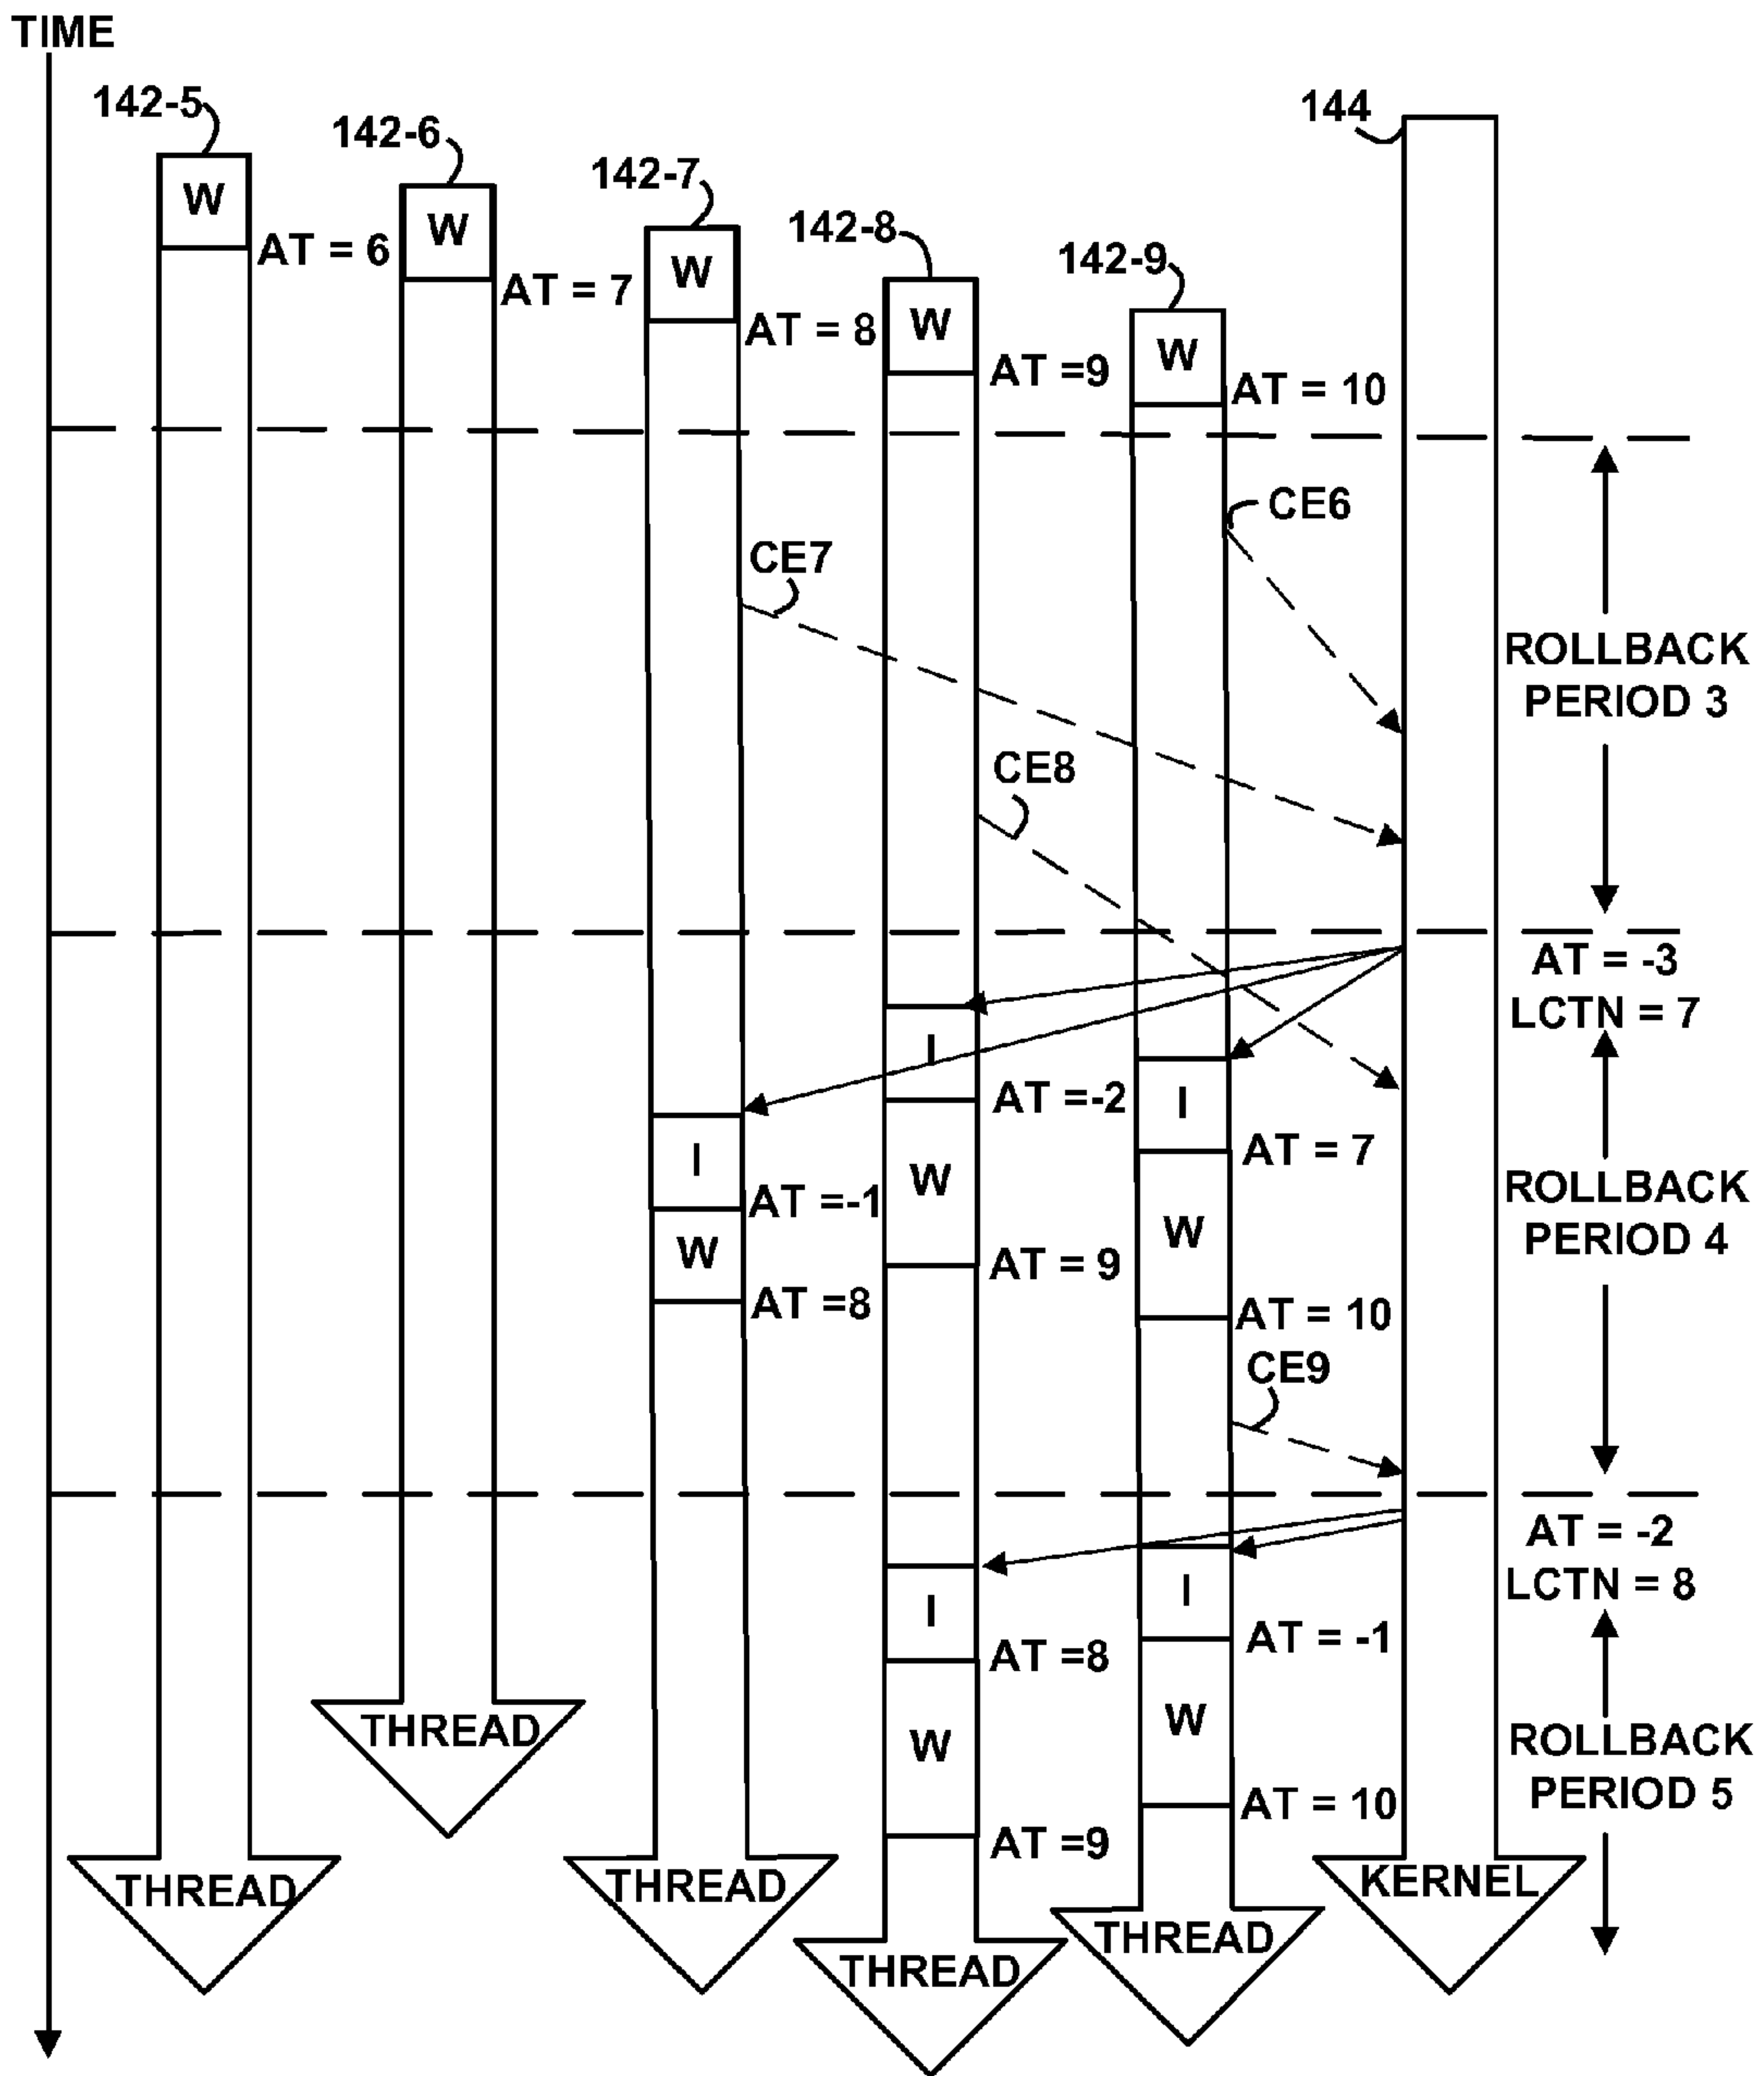 TIME
142-5
142-6
142-7
142-8
142-9
144
W
W
W
W
W
AT = 6
AT = 7
AT = 8
AT =9
AT = 10
CE6
CE7
CE8
ROLLBACK
PERIOD 3
AT = -3
LCTN = 7
I
AT =-2
I
AT = 7
I
AT =-1
W
W
W
AT = 9
AT =8
AT = 10
ROLLBACK
PERIOD 4
CE9
AT = -2
LCTN = 8
I
I
AT = -1
AT =8
W
W
AT = 10
AT =9
ROLLBACK
PERIOD 5
THREAD
THREAD
THREAD
THREAD
THREAD
KERNEL